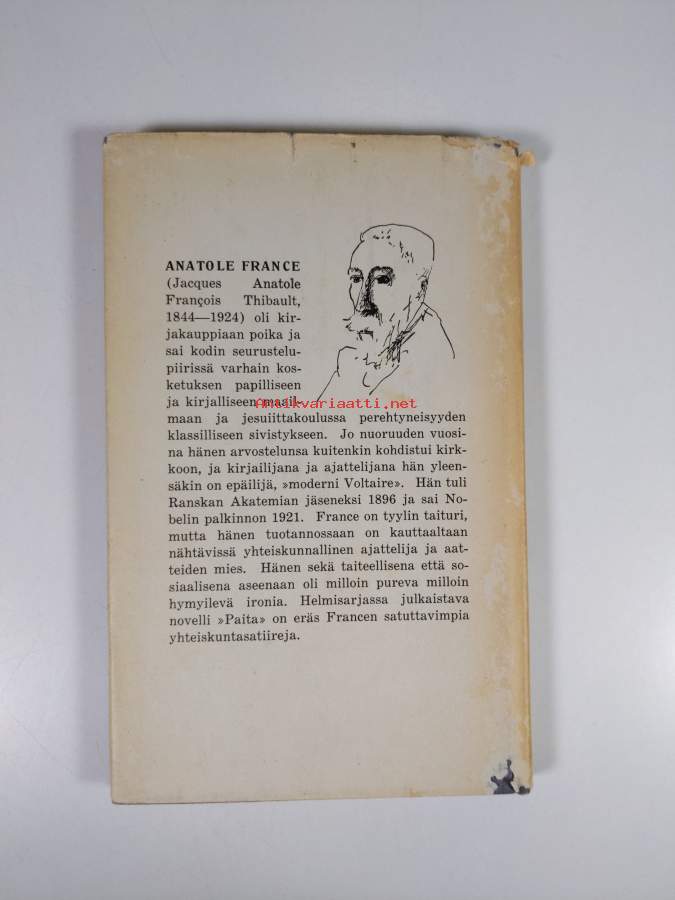 ANATOLE FRANCE
(Jacques Anatole
François Thibault,
1844—1924) oli kir-
jakauppiaan poika ja
sai kodin seurustelu-
piirissä varhain kos-
ketuksen papilliseen
ja kirjalliseen maail-
Antikvariaatti.net
maan ja jesuiittakoulussa perehtyneisyyden
klassilliseen sivistykseen. Jo nuoruuden vuosi-
na hänen arvostelunsa kuitenkin kohdistui kirk-
koon, ja kirjailijana ja ajattelijana hän yleen-
säkin on epäilijä, »moderni Voltaire». Hän tuli
Ranskan Akatemian jäseneksi 1896 ja sai No-
belin palkinnon 1921. France on tyylin taituri,
mutta hänen tuotannossaan on kauttaaltaan
nähtävissä yhteiskunnallinen ajattelija ja aat-
teiden mies. Hänen sekä taiteellisena että so-
siaalisena aseenaan oli milloin pureva milloin
hymyilevä ironia. Helmisarjassa julkaistava
novelli »Paita» on eräs Francen satuttavimpia
yhteiskuntasatiireja.